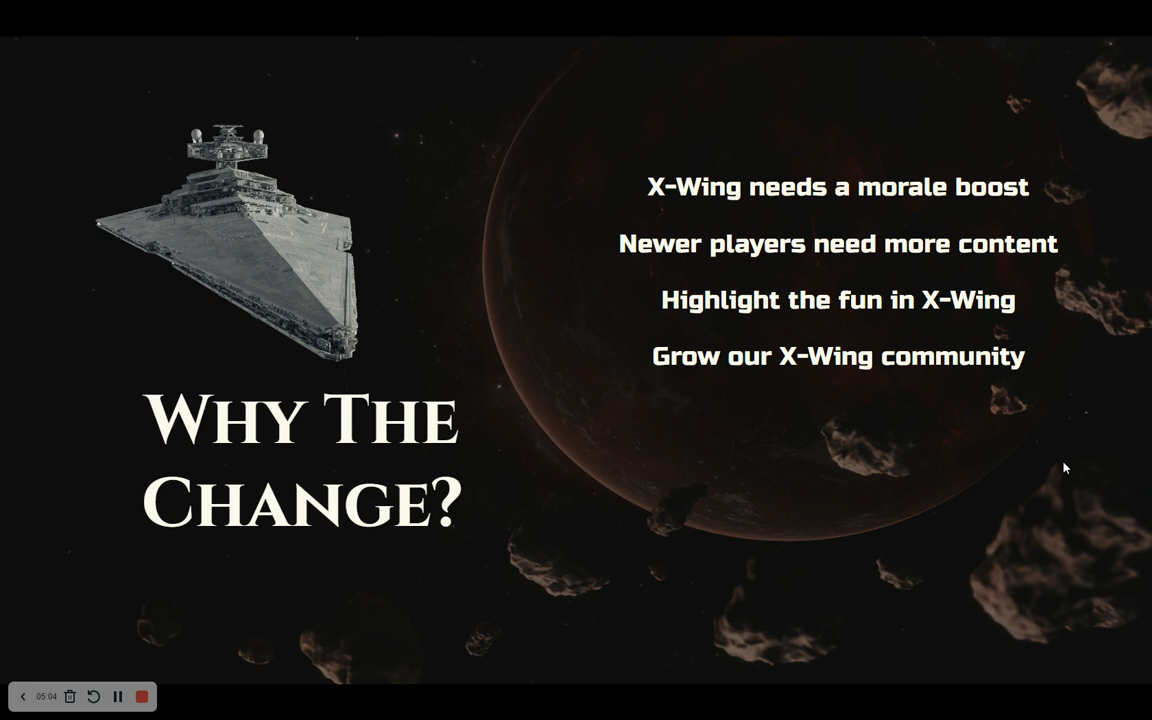 X-Wing needs a morale boost
Newer players need more content
Highlight the fun in X-Wing
Grow our X-Wing community
Why The
Change?
05:04